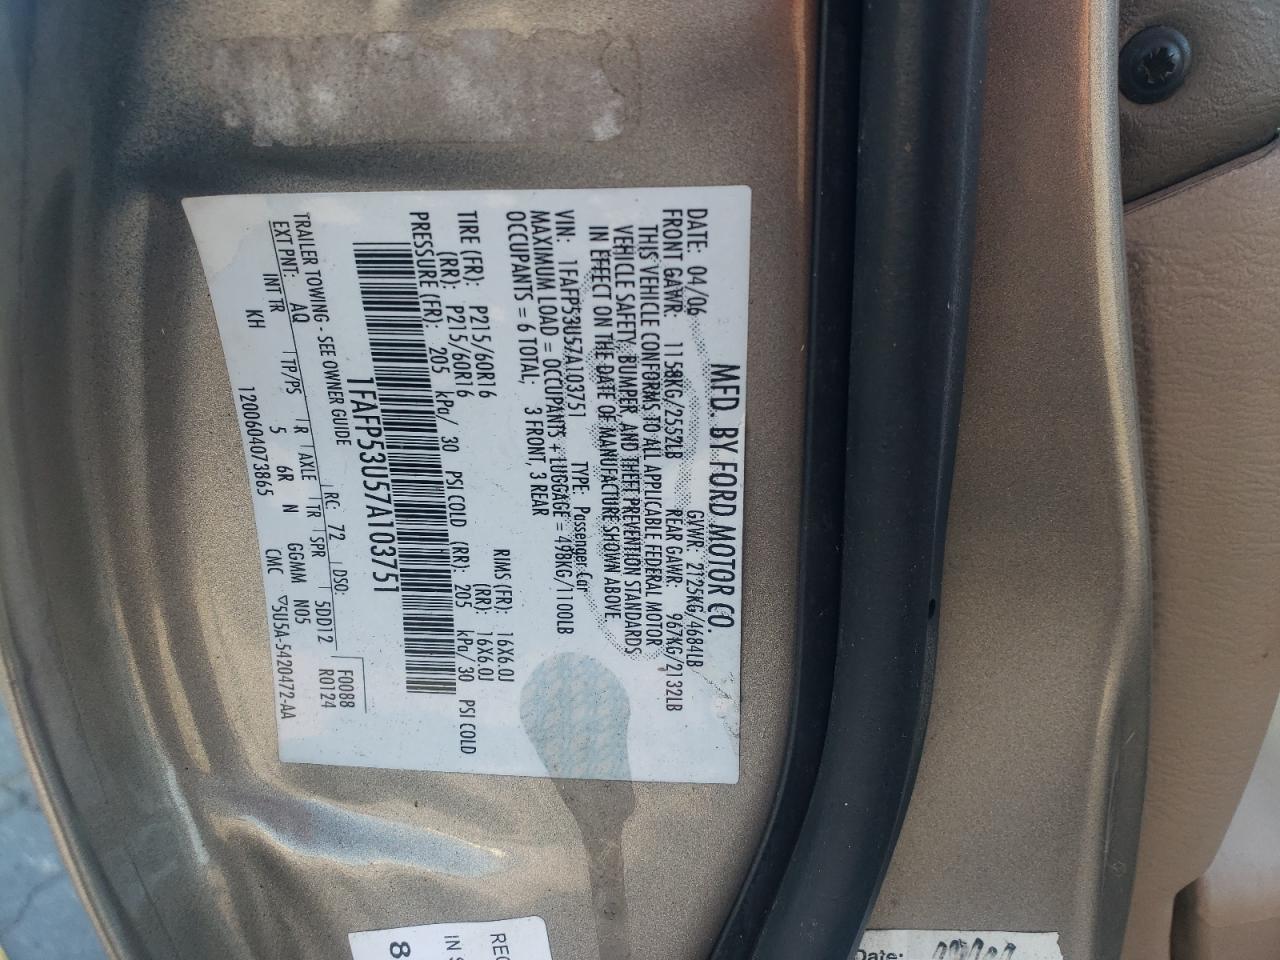 MFD. BY FORD MOTOR CO.
DATE: 04/06 GVWR: 2125KG/4684LB
FRONT GAWR: 1158KG/2552LB REAR GAWR: 967KG/2132LB
THIS VEHICLE CONFORMS TO ALL APPLICABLE FEDERAL MOTOR
VEHICLE SAFETY, BUMPER, AND THEFT PREVENTION STANDARDS
IN EFFECT ON THE DATE OF MANUFACTURE SHOWN ABOVE
VIN: 1FAFP53U57A103751 TYPE: Passenger Car
MAXIMUM LOAD = OCCUPANTS + LUGGAGE = 498KG/1100LB
OCCUPANTS = 6 TOTAL; 3 FRONT, 3 REAR
RIMS (FR): 16X6.0J
TIRE (FR): P215/60R16 (RR): 16X6.0J
(RR): P215/60R16
PRESSURE (FR): 205 kPa/ 30 PSI COLD (RR): 205 kPa/ 30 PSI COLD
1FAFP53U57A103751
TRAILER TOWING - SEE OWNER GUIDE F0088
RC: 72 DSO: R0124
EXT PNT: AQ
INT TR TP/PS R AXLE TR SPR 5DD12
KH 5 6R N GGMM N05
1200604073865 CMC ▽5U5A-5420472-AA
REC
IN S
8
Date: